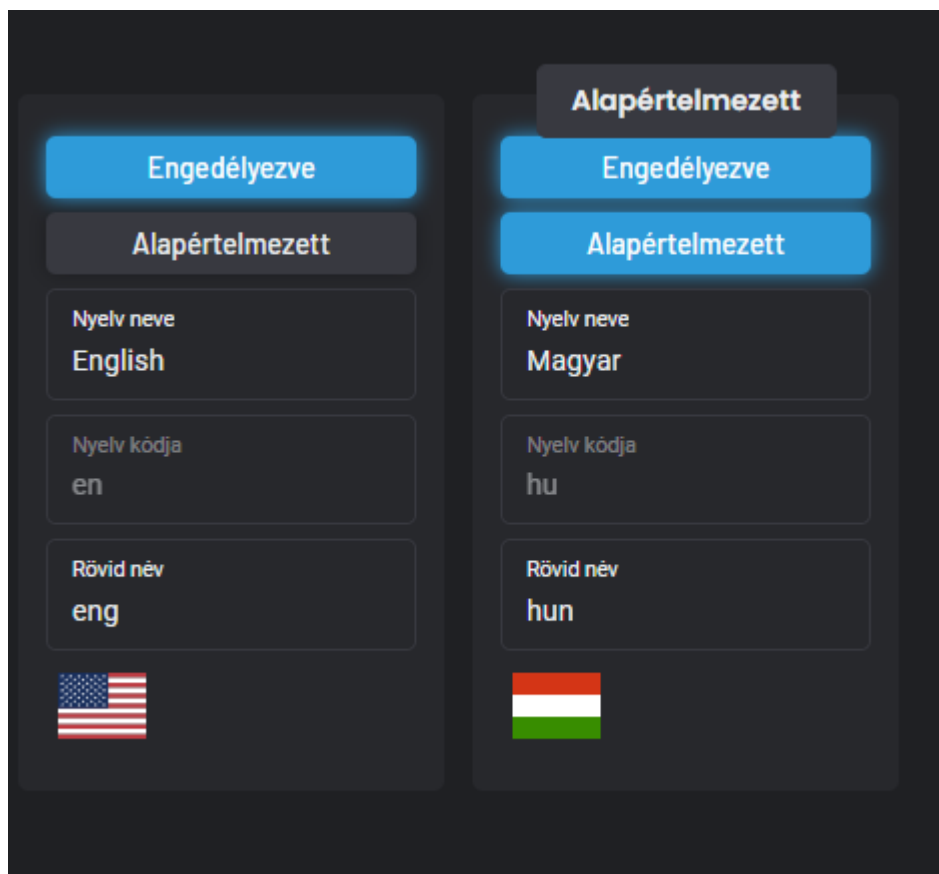 Engedélyezve
Alapértelmezett
Nyelv neve
English
Nyelv kódja
en
Rövid név
eng
Alapértelmezett
Engedélyezve
Alapértelmezett
Nyelv neve
Magyar
Nyelv kódja
hu
Rövid név
hun